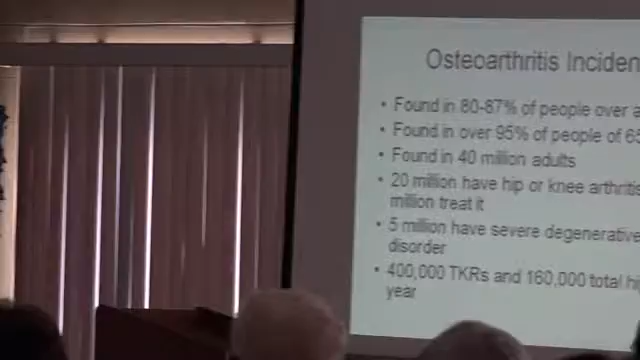 Osteoarthritis Inciden
• Found in 80-87% of people over a
• Found in over 95% of people of 65
• Found in 40 million adults
• 20 million have hip or knee arthritis
million treat it
• 5 million have severe degenerative
disorder
• 400,000 TKRs and 160,000 total hi
year